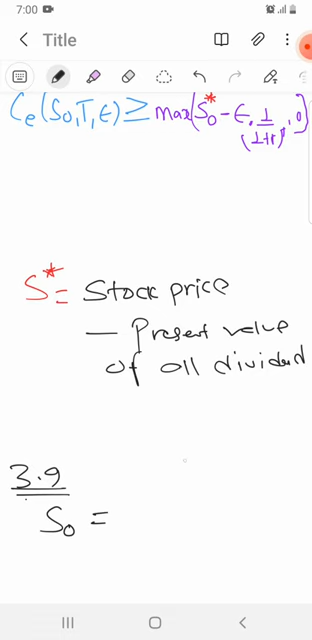 7:00
Title
Ce(S0,T,E) ≥ max(S0* - E. 1/(1+r)^T, 0)
S* = Stock price
— Present value
of all dividend
3.9
S0 =